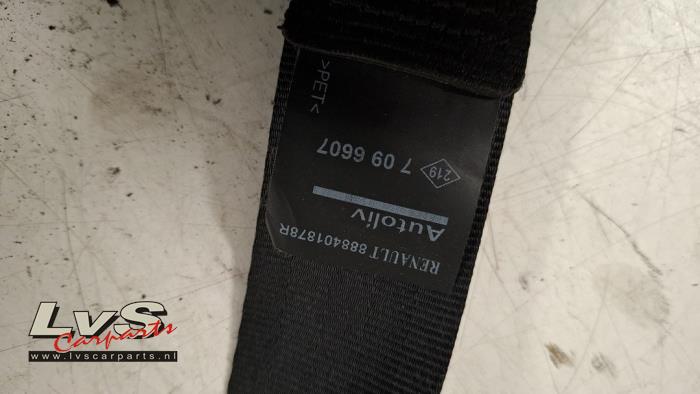 RENAULT 888401878R
Autoliv
219 7 09 6607
>PET<
LvS
Carparts
www.lvscarparts.nl